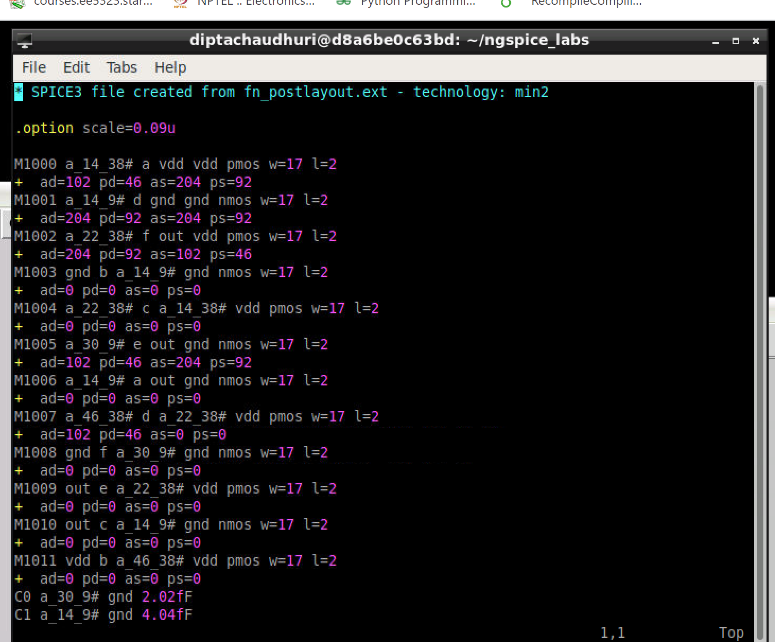 courses.ee3323.star...
NPTEL :: Electronics...
Python Programmi...
RecompileCompili...
diptachaudhuri@d8a6be0c63bd: ~/ngspice_labs
File Edit Tabs Help
* SPICE3 file created from fn_postlayout.ext - technology: min2
.option scale=0.09u
M1000 a_14_38# a vdd vdd pmos w=17 l=2
+ ad=102 pd=46 as=204 ps=92
M1001 a_14_9# d gnd gnd nmos w=17 l=2
+ ad=204 pd=92 as=204 ps=92
M1002 a_22_38# f out vdd pmos w=17 l=2
+ ad=204 pd=92 as=102 ps=46
M1003 gnd b a_14_9# gnd nmos w=17 l=2
+ ad=0 pd=0 as=0 ps=0
M1004 a_22_38# c a_14_38# vdd pmos w=17 l=2
+ ad=0 pd=0 as=0 ps=0
M1005 a_30_9# e out gnd nmos w=17 l=2
+ ad=102 pd=46 as=204 ps=92
M1006 a_14_9# a out gnd nmos w=17 l=2
+ ad=0 pd=0 as=0 ps=0
M1007 a_46_38# d a_22_38# vdd pmos w=17 l=2
+ ad=102 pd=46 as=0 ps=0
M1008 gnd f a_30_9# gnd nmos w=17 l=2
+ ad=0 pd=0 as=0 ps=0
M1009 out e a_22_38# vdd pmos w=17 l=2
+ ad=0 pd=0 as=0 ps=0
M1010 out c a_14_9# gnd nmos w=17 l=2
+ ad=0 pd=0 as=0 ps=0
M1011 vdd b a_46_38# vdd pmos w=17 l=2
+ ad=0 pd=0 as=0 ps=0
C0 a_30_9# gnd 2.02fF
C1 a_14_9# gnd 4.04fF
1,1 Top